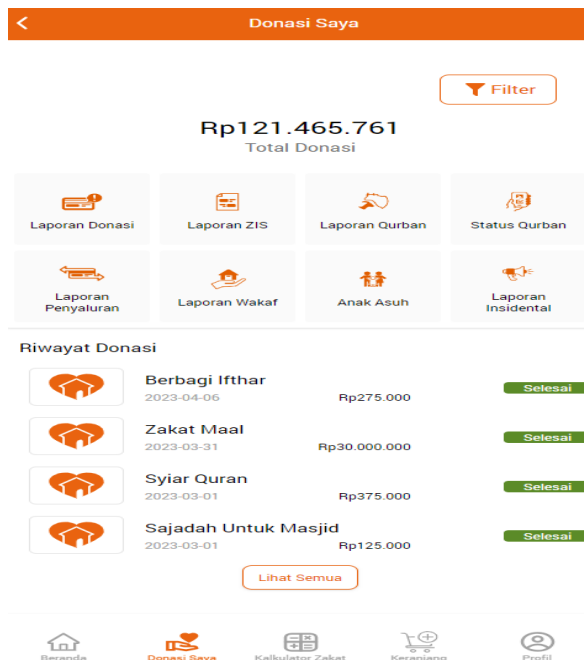 Donasi Saya
Filter
Rp121.465.761
Total Donasi
Laporan Donasi
Laporan ZIS
Laporan Qurban
Status Qurban
Laporan
Penyaluran
Laporan Wakaf
Anak Asuh
Laporan
Insidental
Riwayat Donasi
Berbagi Ifthar
2023-04-06 Rp275.000 Selesai
Zakat Maal
2023-03-31 Rp30.000.000 Selesai
Syiar Quran
2023-03-01 Rp375.000 Selesai
Sajadah Untuk Masjid
2023-03-01 Rp125.000 Selesai
Lihat Semua
Beranda Donasi Saya Kalkulator Zakat Keranjang Profil